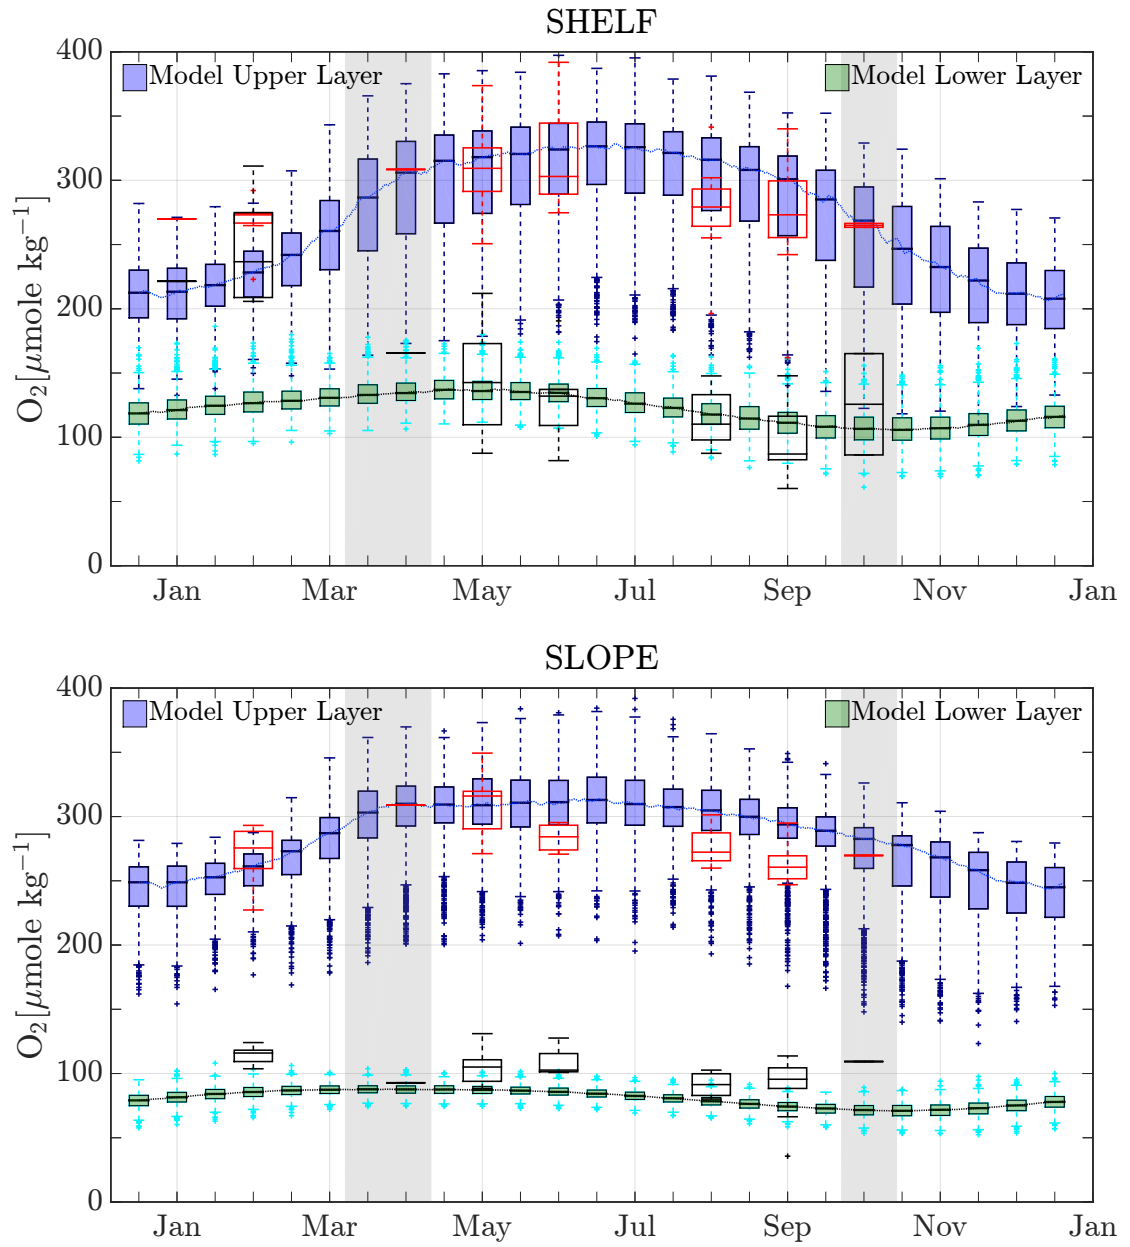 SHELF
400
Model Upper Layer
Model Lower Layer
300
O₂[μmole kg⁻¹]
200
100
0
Jan Mar May Jul Sep Nov Jan
SLOPE
400
Model Upper Layer
Model Lower Layer
300
O₂[μmole kg⁻¹]
200
100
0
Jan Mar May Jul Sep Nov Jan